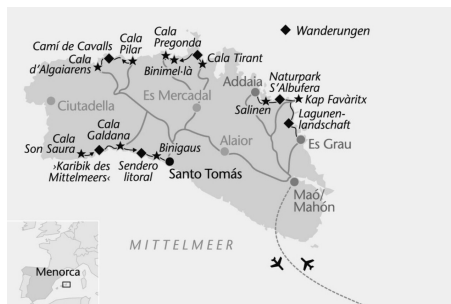 Wanderungen
Camí de Cavalls
Cala
Pilar
Cala
Pregonda
Cala
d'Algaiarens
Binimel-là
Cala Tirant
Naturpark
S'Albufera
Addaia
Kap Favàritx
Salinen
Ciutadella
Es Mercadal
Lagunen-
landschaft
Cala
Galdana
Alaior
Es Grau
Cala
Son Saura
Binigaus
›Karibik des
Mittelmeers‹
Sendero
litoral
Santo Tomás
Maó/
Mahón
MITTELMEER
Menorca